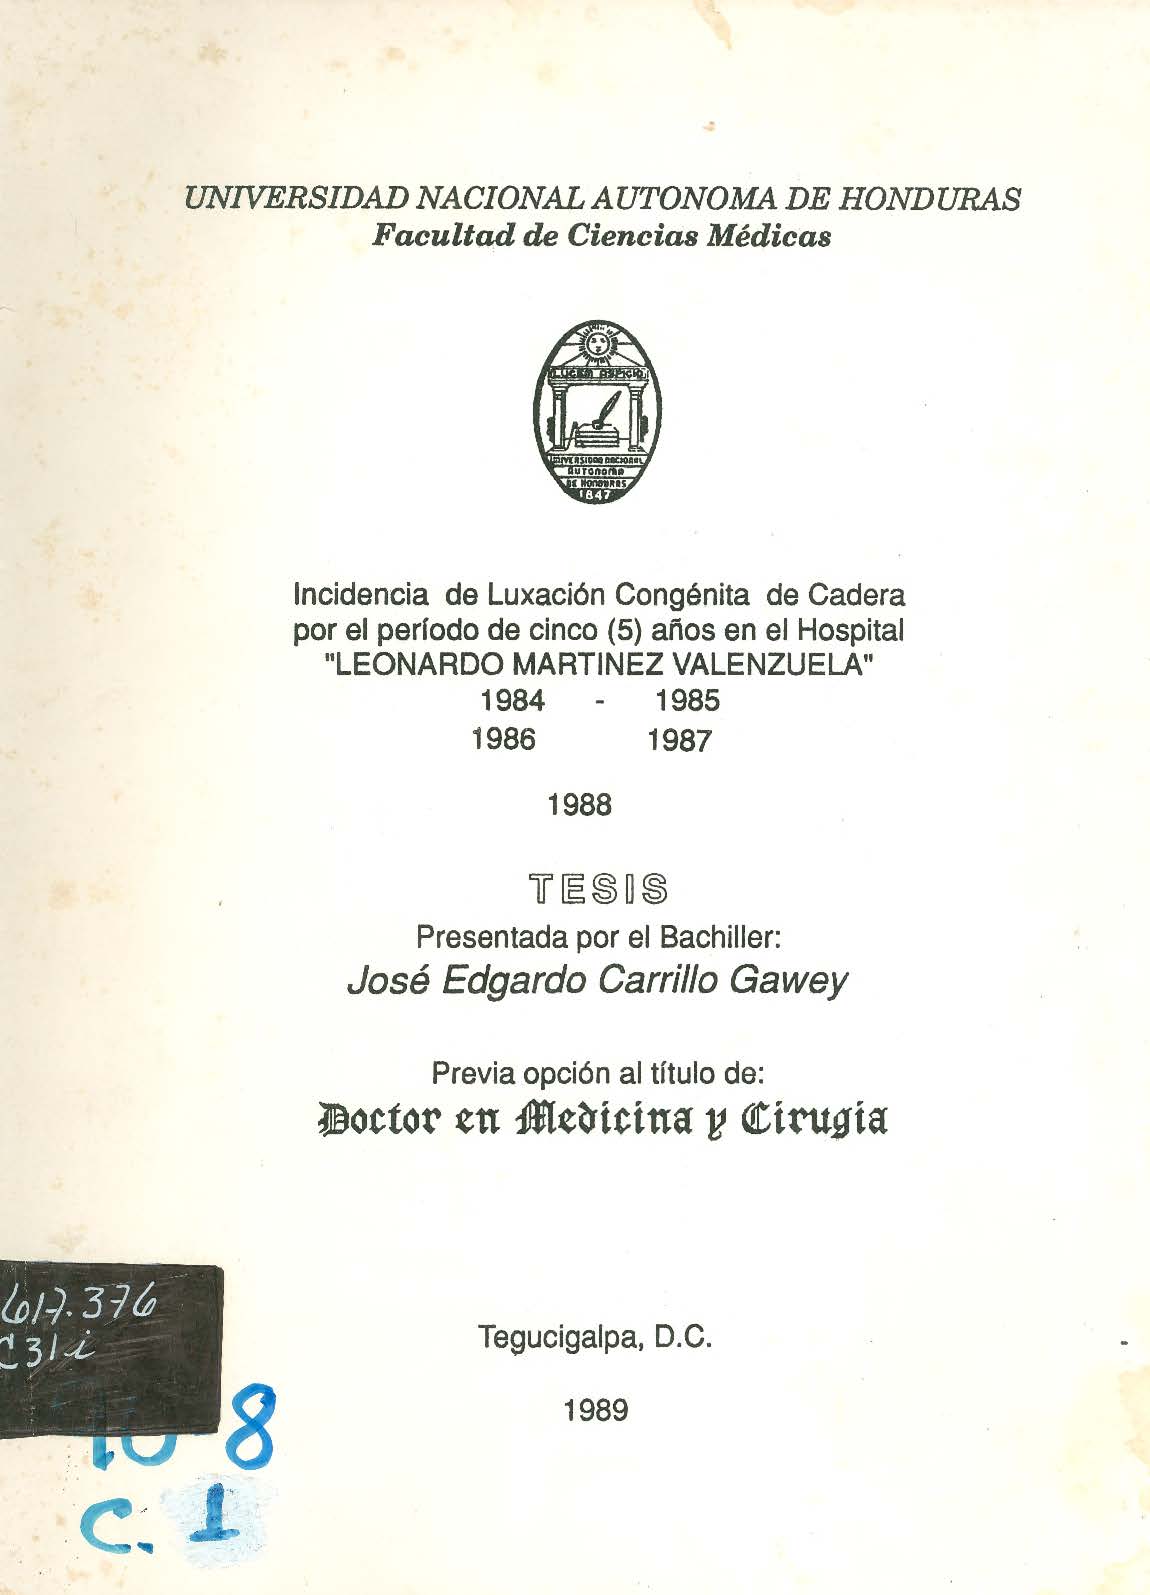 UNIVERSIDAD NACIONAL AUTONOMA DE HONDURAS
Facultad de Ciencias Médicas
LUCEM ASPICIO
UNIVERSIDAD NACIONAL
AUTONOMA
DE HONDURAS
1847
Incidencia de Luxación Congénita de Cadera
por el período de cinco (5) años en el Hospital
"LEONARDO MARTINEZ VALENZUELA"
1984 - 1985
1986 1987
1988
TESIS
Presentada por el Bachiller:
José Edgardo Carrillo Gawey
Previa opción al título de:
Doctor en Medicina y Cirugía
617.376
C31i
8
C. 1
Tegucigalpa, D.C.
1989